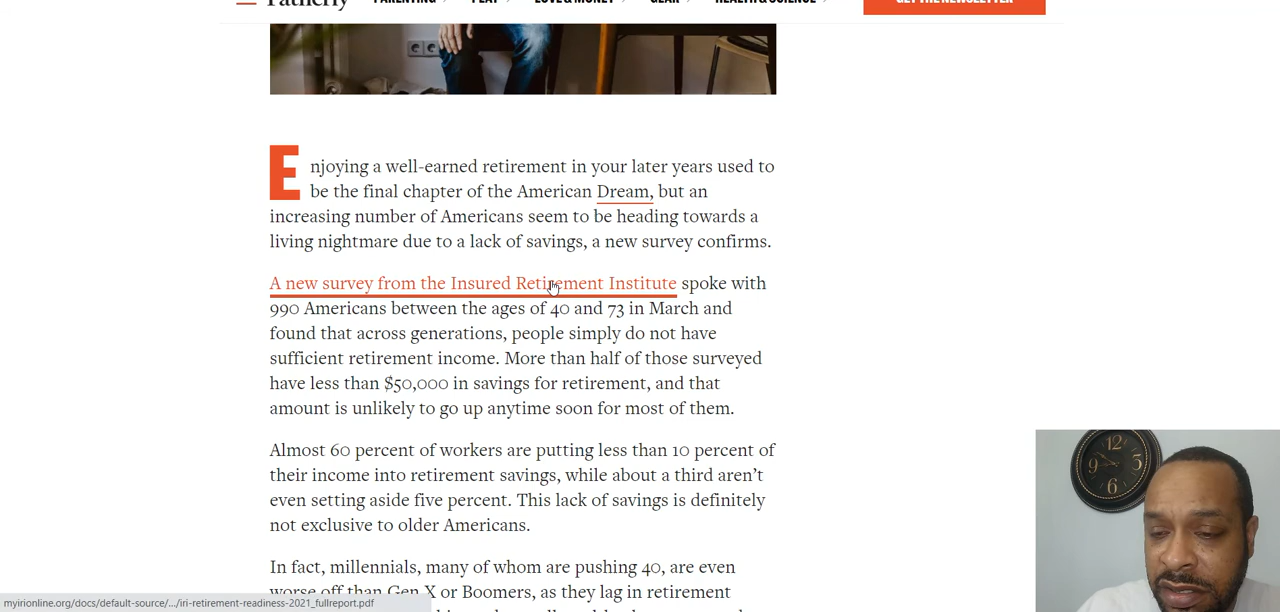 Fatherly PARENTING PLAY LOVE & MONEY GEAR HEALTH & SCIENCE GET THE NEWSLETTER
Enjoying a well-earned retirement in your later years used to
be the final chapter of the American Dream, but an
increasing number of Americans seem to be heading towards a
living nightmare due to a lack of savings, a new survey confirms.
A new survey from the Insured Retirement Institute spoke with
990 Americans between the ages of 40 and 73 in March and
found that across generations, people simply do not have
sufficient retirement income. More than half of those surveyed
have less than $50,000 in savings for retirement, and that
amount is unlikely to go up anytime soon for most of them.
Almost 60 percent of workers are putting less than 10 percent of
their income into retirement savings, while about a third aren't
even setting aside five percent. This lack of savings is definitely
not exclusive to older Americans.
In fact, millennials, many of whom are pushing 40, are even
worse off than Gen X or Boomers, as they lag in retirement
myirionline.org/docs/default-source/.../iri-retirement-readiness-2021_fullreport.pdf
12
9
3
6